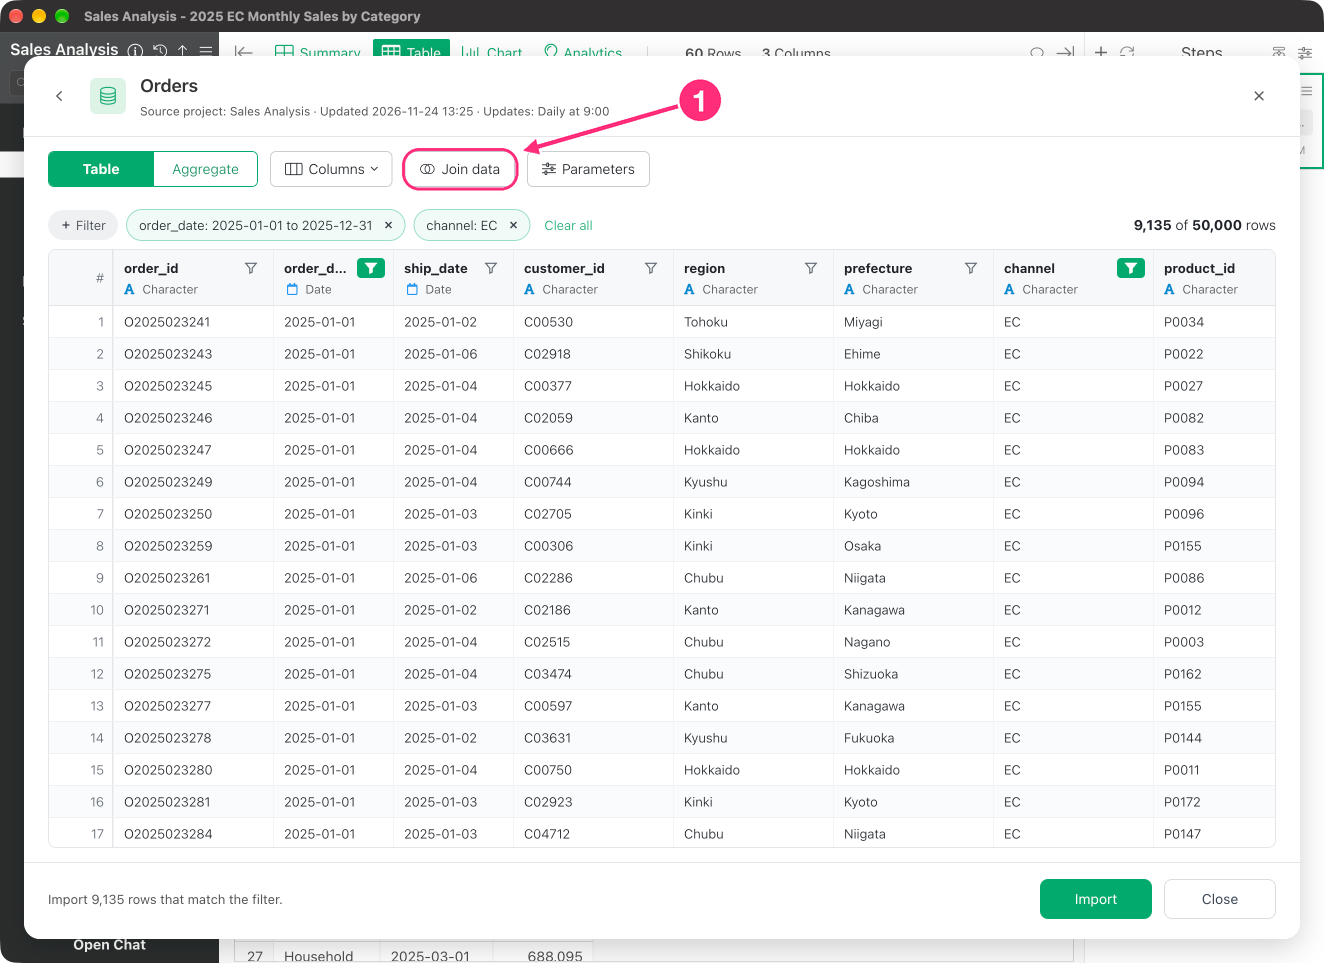 Sales Analysis - 2025 EC Monthly Sales by Category
Sales Analysis
Summary Table Chart Analytics 60 Rows 3 Columns Steps
1
Orders
Source project: Sales Analysis · Updated 2026-11-24 13:25 · Updates: Daily at 9:00
Table Aggregate Columns Join data Parameters
+ Filter order_date: 2025-01-01 to 2025-12-31 × channel: EC × Clear all 9,135 of 50,000 rows
# order_id order_d... ship_date customer_id region prefecture channel product_id
A Character Date Date A Character A Character A Character A Character A Character
1 O2025023241 2025-01-01 2025-01-02 C00530 Tohoku Miyagi EC P0034
2 O2025023243 2025-01-01 2025-01-06 C02918 Shikoku Ehime EC P0022
3 O2025023245 2025-01-01 2025-01-04 C00377 Hokkaido Hokkaido EC P0027
4 O2025023246 2025-01-01 2025-01-04 C02059 Kanto Chiba EC P0082
5 O2025023247 2025-01-01 2025-01-04 C00666 Hokkaido Hokkaido EC P0083
6 O2025023249 2025-01-01 2025-01-04 C00744 Kyushu Kagoshima EC P0094
7 O2025023250 2025-01-01 2025-01-03 C02705 Kinki Kyoto EC P0096
8 O2025023259 2025-01-01 2025-01-03 C00306 Kinki Osaka EC P0155
9 O2025023261 2025-01-01 2025-01-06 C02286 Chubu Niigata EC P0086
10 O2025023271 2025-01-01 2025-01-02 C02186 Kanto Kanagawa EC P0012
11 O2025023272 2025-01-01 2025-01-04 C02515 Chubu Nagano EC P0003
12 O2025023275 2025-01-01 2025-01-04 C03474 Chubu Shizuoka EC P0162
13 O2025023277 2025-01-01 2025-01-03 C00597 Kanto Kanagawa EC P0155
14 O2025023278 2025-01-01 2025-01-02 C03631 Kyushu Fukuoka EC P0144
15 O2025023280 2025-01-01 2025-01-04 C00750 Hokkaido Hokkaido EC P0011
16 O2025023281 2025-01-01 2025-01-03 C02923 Kinki Kyoto EC P0172
17 O2025023284 2025-01-01 2025-01-03 C04712 Chubu Niigata EC P0147
Import 9,135 rows that match the filter. Import Close
Open Chat
27 Household 2025-03-01 688,095